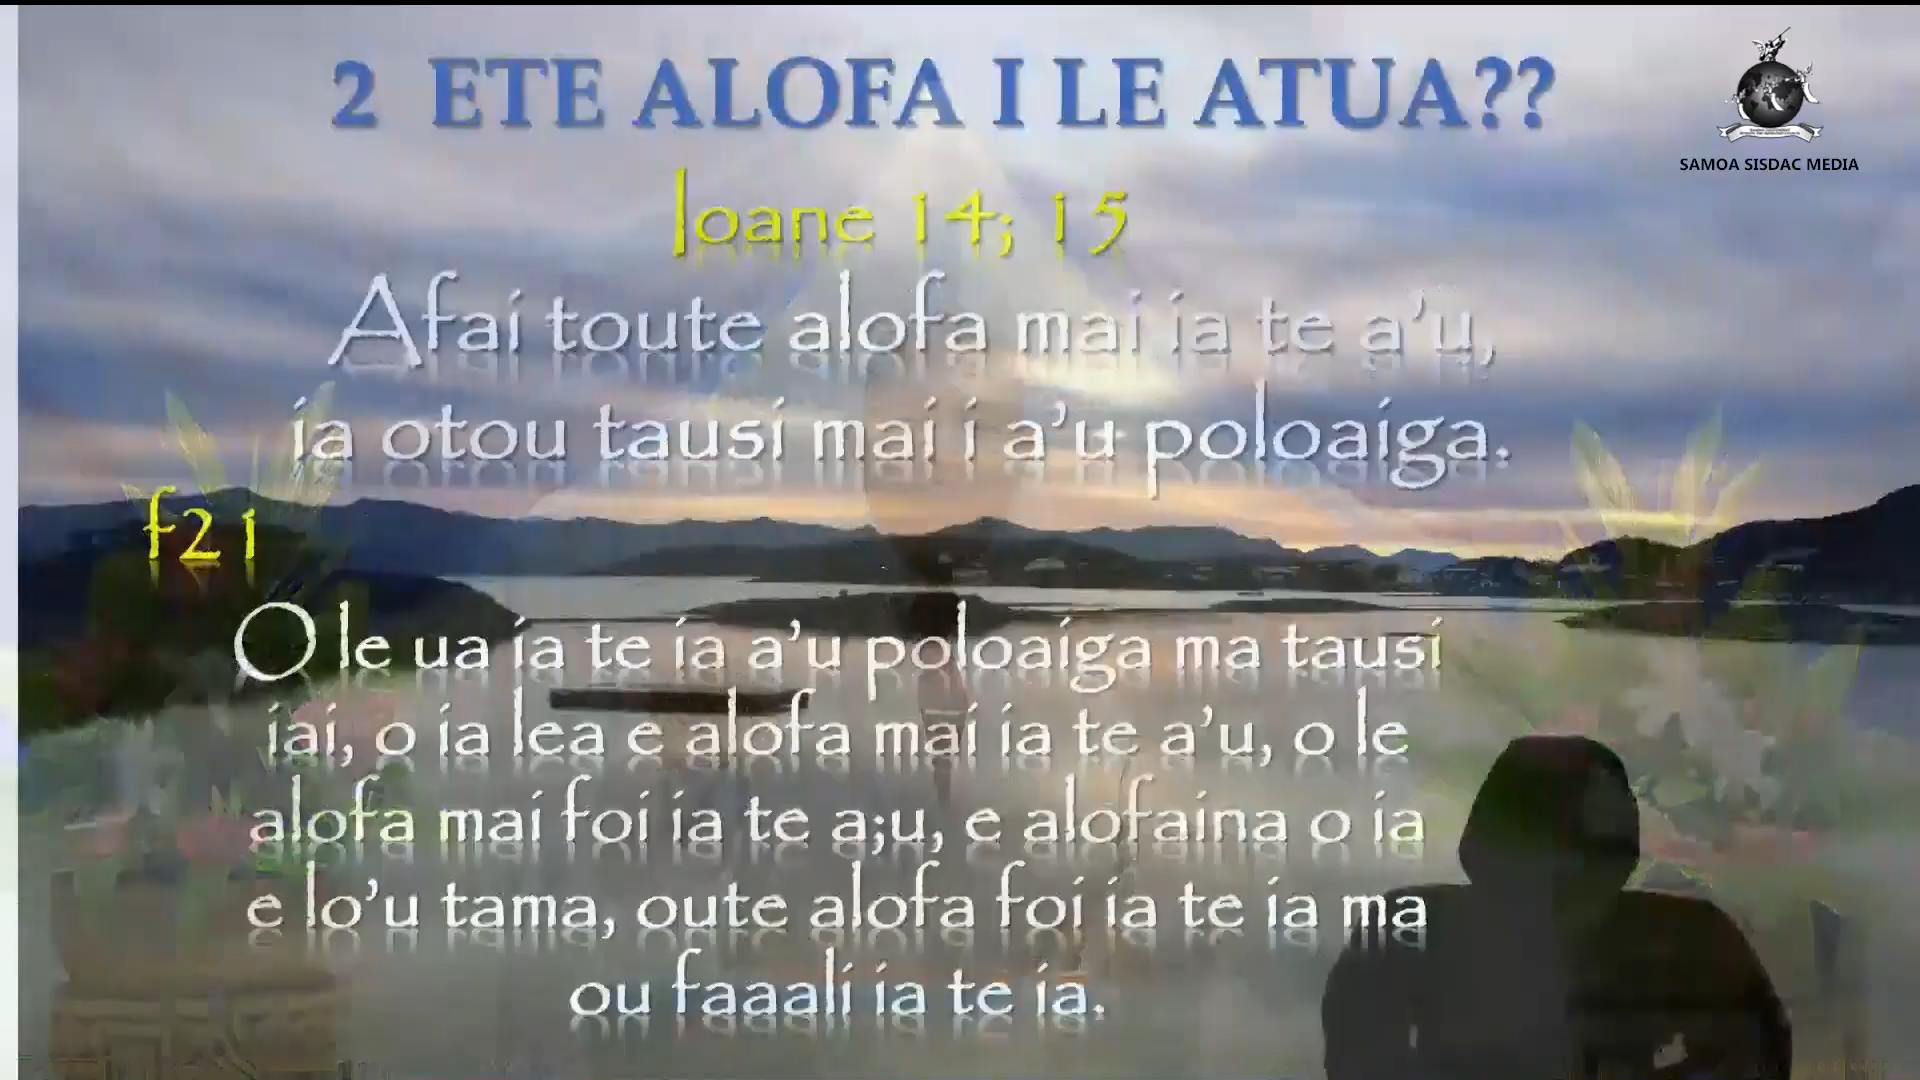 2 ETE ALOFA I LE ATUA??
SAMOA SISDAC MEDIA
Ioane 14; 15
Afai toute alofa mai ia te a'u,
ia otou tausi mai i a'u poloaiga.
f21
O le ua ia te ia a'u poloaiga ma tausi
iai, o ia lea e alofa mai ia te a'u, o le
alofa mai foi ia te a;u, e alofaina o ia
e lo'u tama, oute alofa foi ia te ia ma
ou faaali ia te ia.